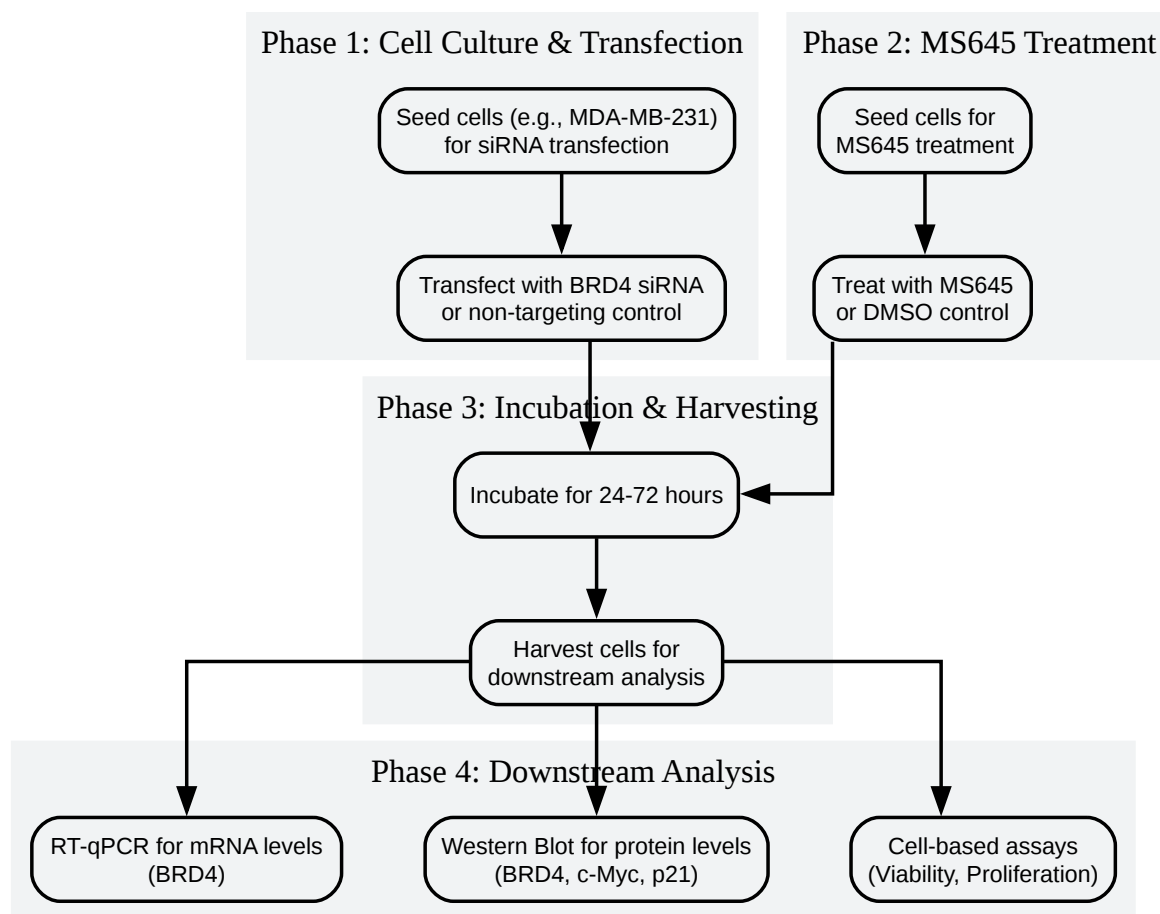 Phase 1: Cell Culture & Transfection
Seed cells (e.g., MDA-MB-231)
for siRNA transfection
Transfect with BRD4 siRNA
or non-targeting control
Phase 2: MS645 Treatment
Seed cells for
MS645 treatment
Treat with MS645
or DMSO control
Phase 3: Incubation & Harvesting
Incubate for 24-72 hours
Harvest cells for
downstream analysis
Phase 4: Downstream Analysis
RT-qPCR for mRNA levels
(BRD4)
Western Blot for protein levels
(BRD4, c-Myc, p21)
Cell-based assays
(Viability, Proliferation)